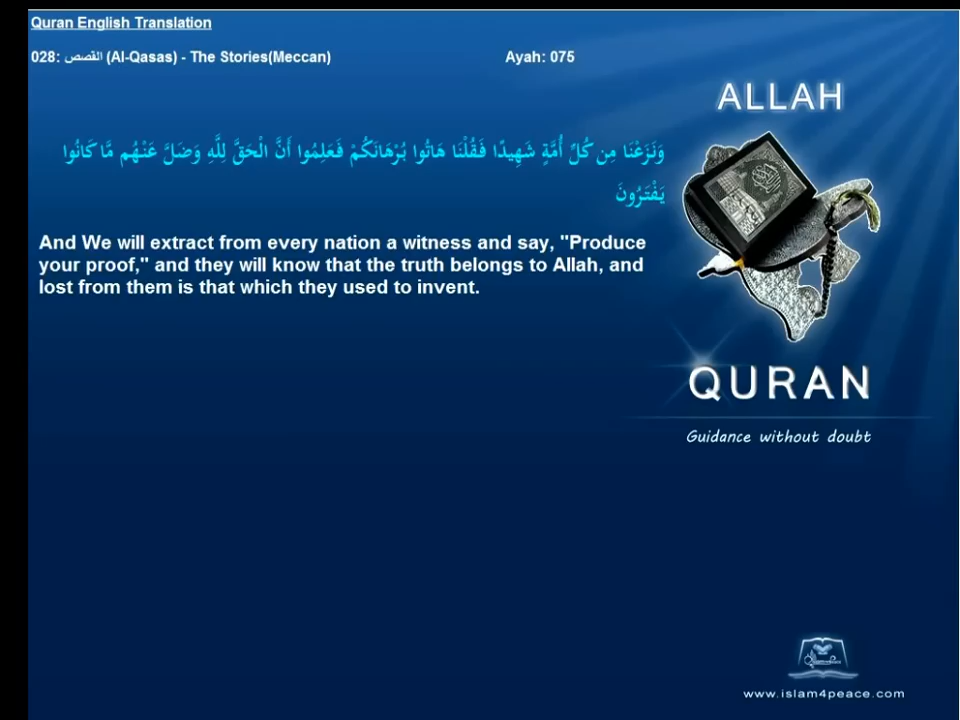 Quran English Translation
028: القصص (Al-Qasas) - The Stories(Meccan) Ayah: 075
ALLAH
وَنَزَعْنَا مِن كُلِّ أُمَّةٍ شَهِيدًا فَقُلْنَا هَاتُوا بُرْهَانَكُمْ فَعَلِمُوا أَنَّ الْحَقَّ لِلَّهِ وَضَلَّ عَنْهُم مَّا كَانُوا
يَفْتَرُونَ
And We will extract from every nation a witness and say, "Produce
your proof," and they will know that the truth belongs to Allah, and
lost from them is that which they used to invent.
QURAN
Guidance without doubt
www.islam4peace.com